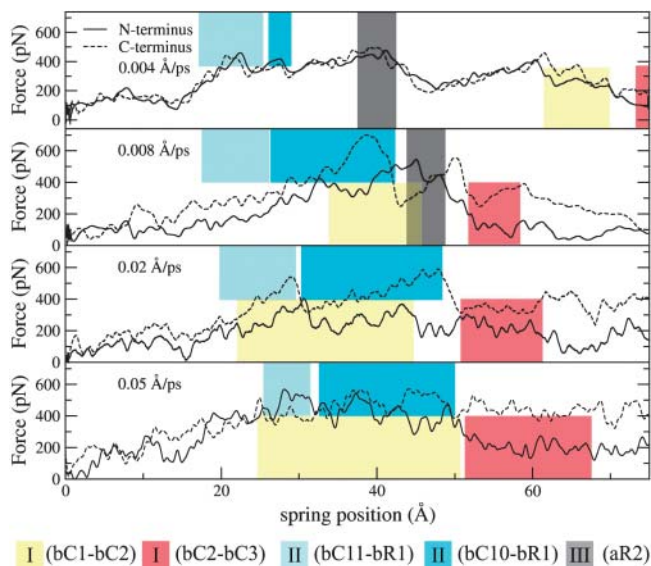 N-terminus
C-terminus
0.004 Å/ps
Force (pN)
600
400
200
0
0.008 Å/ps
Force (pN)
600
400
200
0
0.02 Å/ps
Force (pN)
600
400
200
0
0.05 Å/ps
Force (pN)
600
400
200
0
0 20 40 60
spring position (Å)
I (bC1-bC2) I (bC2-bC3) II (bC11-bR1) II (bC10-bR1) III (aR2)